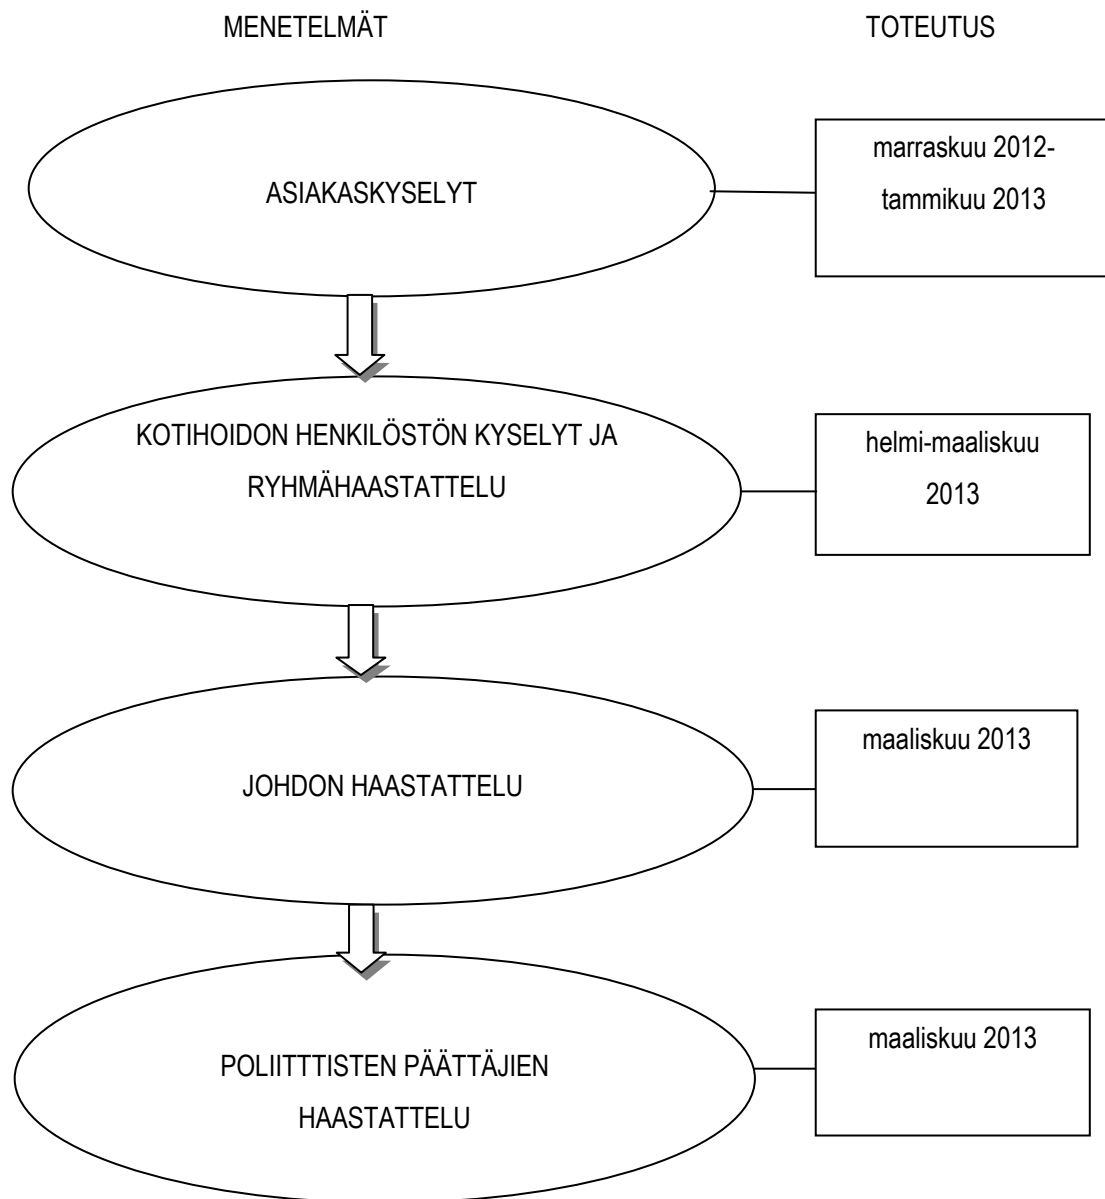 MENETELMÄT
TOTEUTUS
ASIAKASKYSELYT
marraskuu 2012-
tammikuu 2013
KOTIHOIDON HENKILÖSTÖN KYSELYT JA
RYHMÄHAASTATTELU
helmi-maaliskuu
2013
JOHDON HAASTATTELU
maaliskuu 2013
POLIITTTISTEN PÄÄTTÄJIEN
HAASTATTELU
maaliskuu 2013